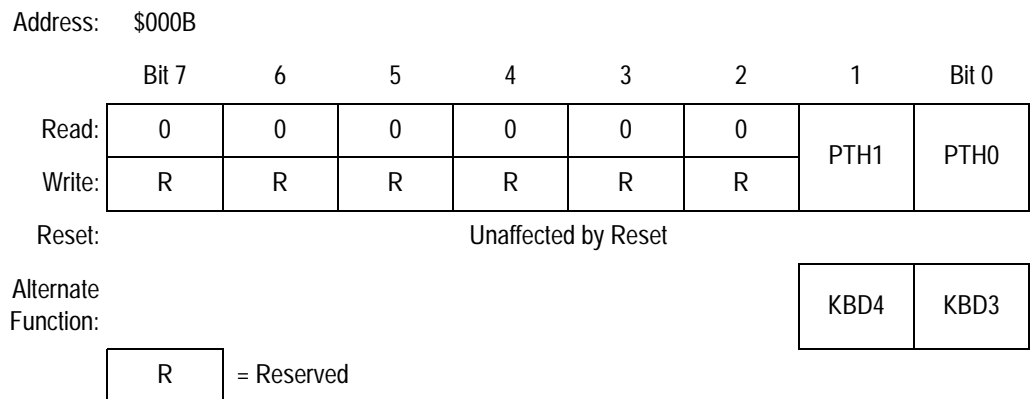 Address: $000B
Bit 7 6 5 4 3 2 1 Bit 0
Read: 0 0 0 0 0 0 PTH1 PTH0
Write: R R R R R R
Reset: Unaffected by Reset
Alternate Function: KBD4 KBD3
R = Reserved